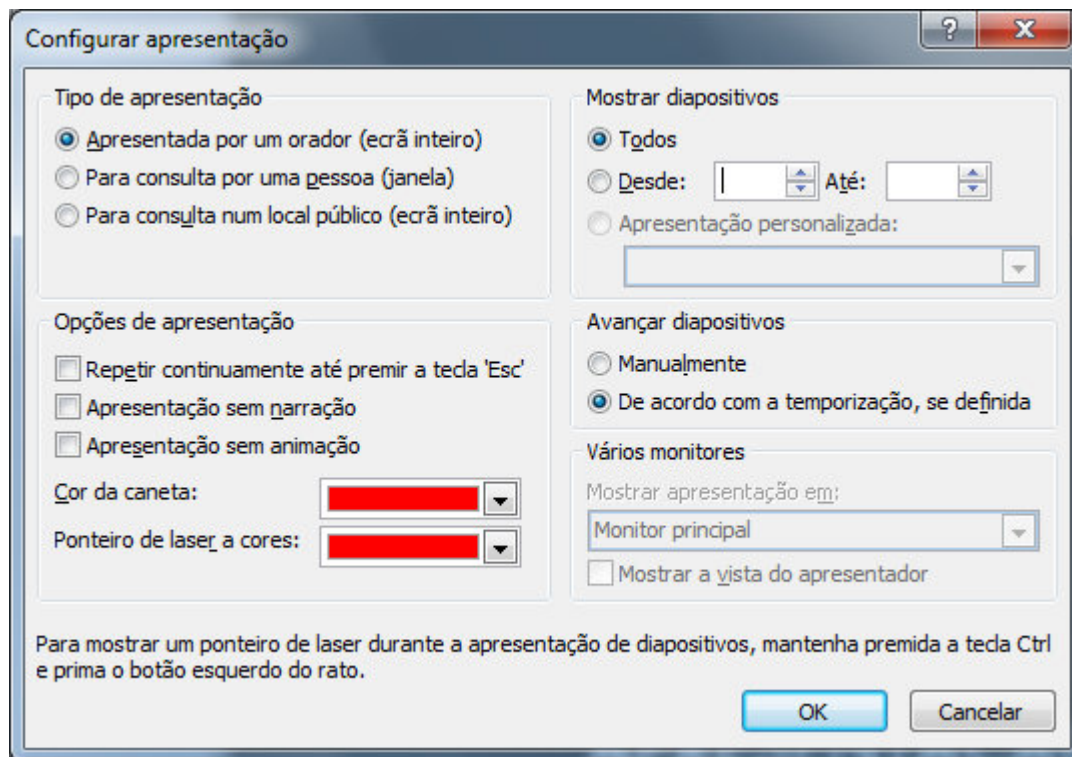 Configurar apresentação
Tipo de apresentação
Apresentada por um orador (ecrã inteiro)
Para consulta por uma pessoa (janela)
Para consulta num local público (ecrã inteiro)
Mostrar diapositivos
Todos
Desde: Até:
Apresentação personalizada:
Opções de apresentação
Repetir continuamente até premir a tecla 'Esc'
Apresentação sem narração
Apresentação sem animação
Cor da caneta:
Ponteiro de laser a cores:
Avançar diapositivos
Manualmente
De acordo com a temporização, se definida
Vários monitores
Mostrar apresentação em:
Monitor principal
Mostrar a vista do apresentador
Para mostrar um ponteiro de laser durante a apresentação de diapositivos, mantenha premida a tecla Ctrl
e prima o botão esquerdo do rato.
OK Cancelar